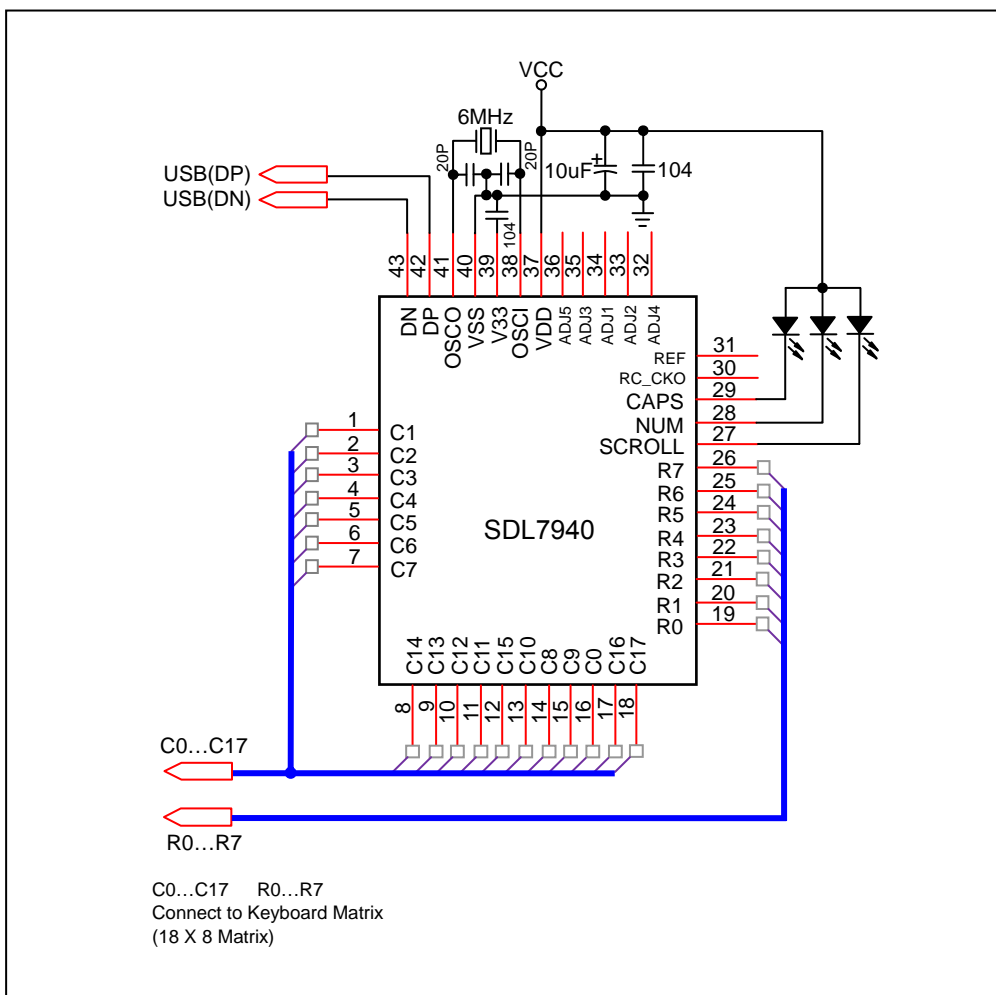 VCC
6MHz
20P
20P
10uF
+
104
104
USB(DP)
USB(DN)
43
42
41
40
39
38
37
36
35
34
33
32
DN
DP
OSCO
VSS
V33
OSCI
VDD
ADJ5
ADJ3
ADJ1
ADJ2
ADJ4
REF 31
RC_CKO 30
CAPS 29
NUM 28
SCROLL 27
R7 26
R6 25
R5 24
R4 23
R3 22
R2 21
R1 20
R0 19
1 C1
2 C2
3 C3
4 C4
5 C5
6 C6
7 C7
SDL7940
C14
C13
C12
C11
C15
C10
C8
C9
C0
C16
C17
8
9
10
11
12
13
14
15
16
17
18
C0...C17
R0...R7
C0...C17 R0...R7
Connect to Keyboard Matrix
(18 X 8 Matrix)